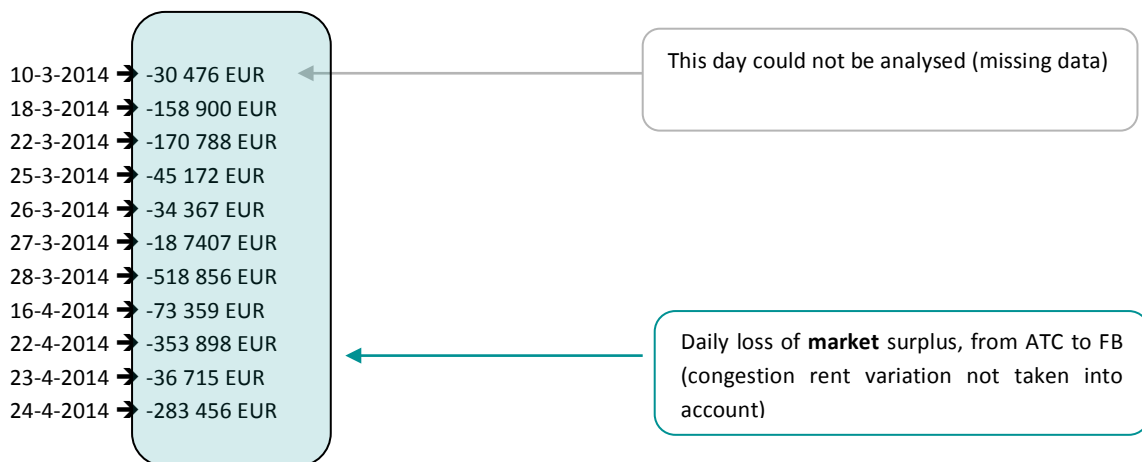 This day could not be analysed (missing data)
10-3-2014 🡺 -30 476 EUR
18-3-2014 🡺 -158 900 EUR
22-3-2014 🡺 -170 788 EUR
25-3-2014 🡺 -45 172 EUR
26-3-2014 🡺 -34 367 EUR
27-3-2014 🡺 -18 7407 EUR
28-3-2014 🡺 -518 856 EUR
16-4-2014 🡺 -73 359 EUR
22-4-2014 🡺 -353 898 EUR
23-4-2014 🡺 -36 715 EUR
24-4-2014 🡺 -283 456 EUR
Daily loss of market surplus, from ATC to FB
(congestion rent variation not taken into
account)